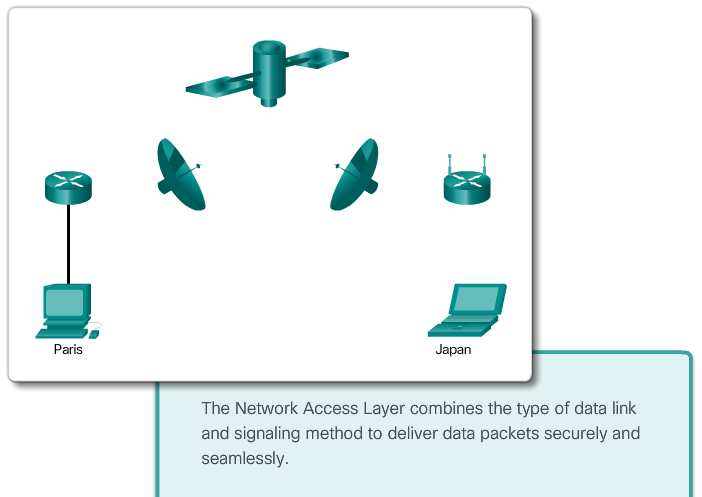 Paris
Japan
The Network Access Layer combines the type of data link
and signaling method to deliver data packets securely and
seamlessly.